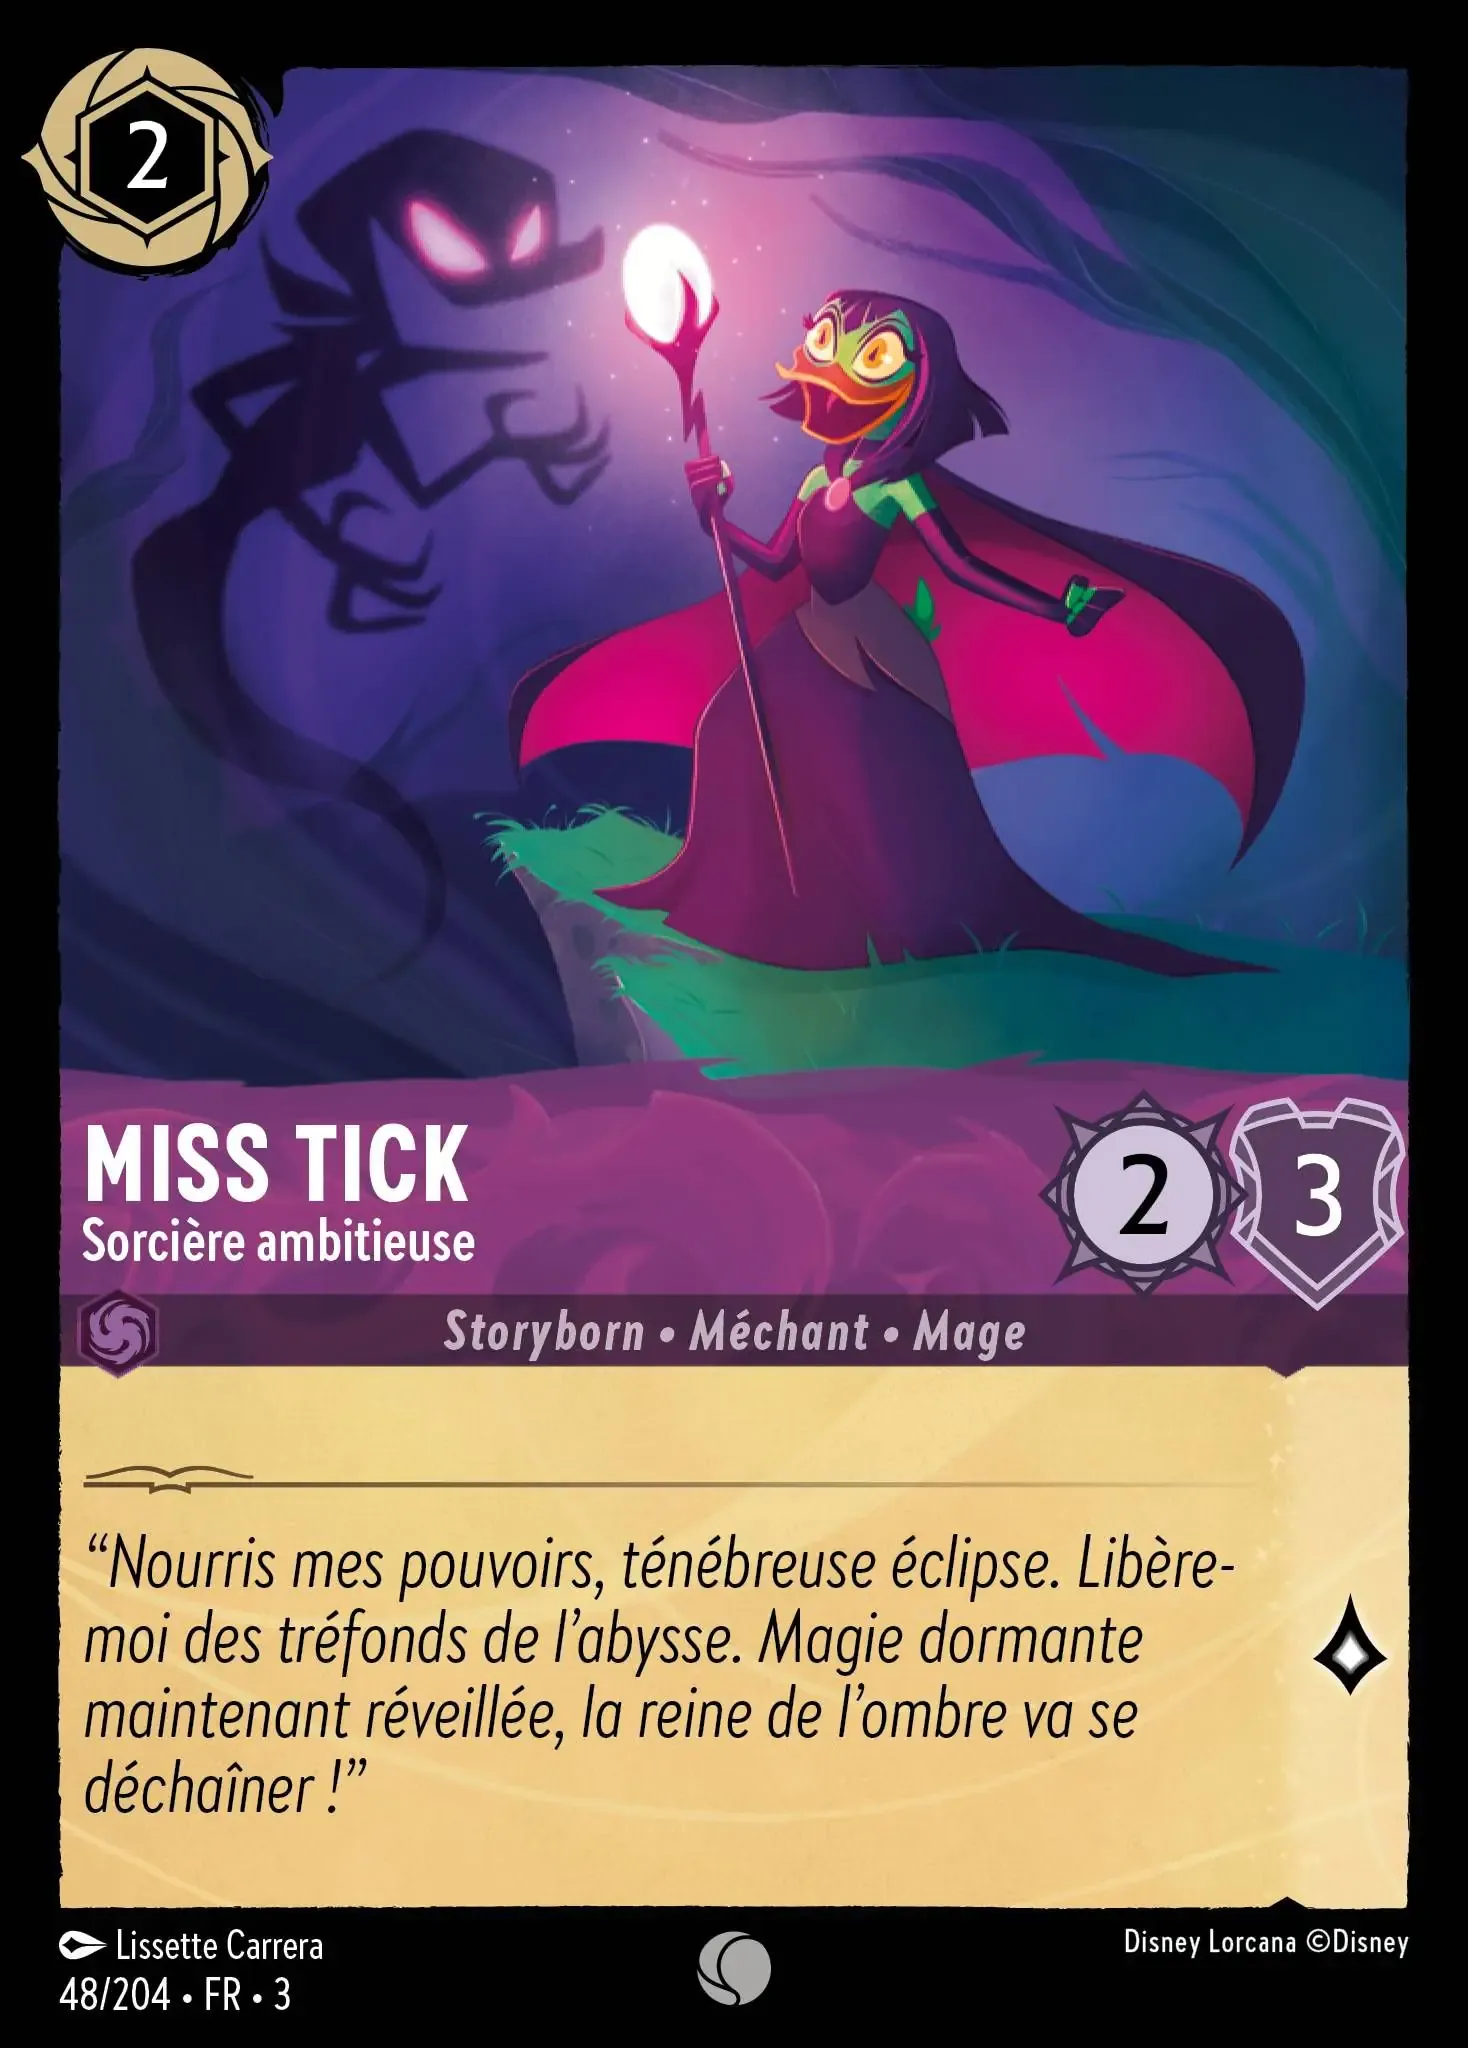 2
MISS TICK
Sorcière ambitieuse
2
3
Storyborn • Méchant • Mage
“Nourris mes pouvoirs, ténébreuse éclipse. Libère-
moi des tréfonds de l’abysse. Magie dormante
maintenant réveillée, la reine de l’ombre va se
déchaîner !”
Lissette Carrera
Disney Lorcana ©Disney
48/204 • FR • 3